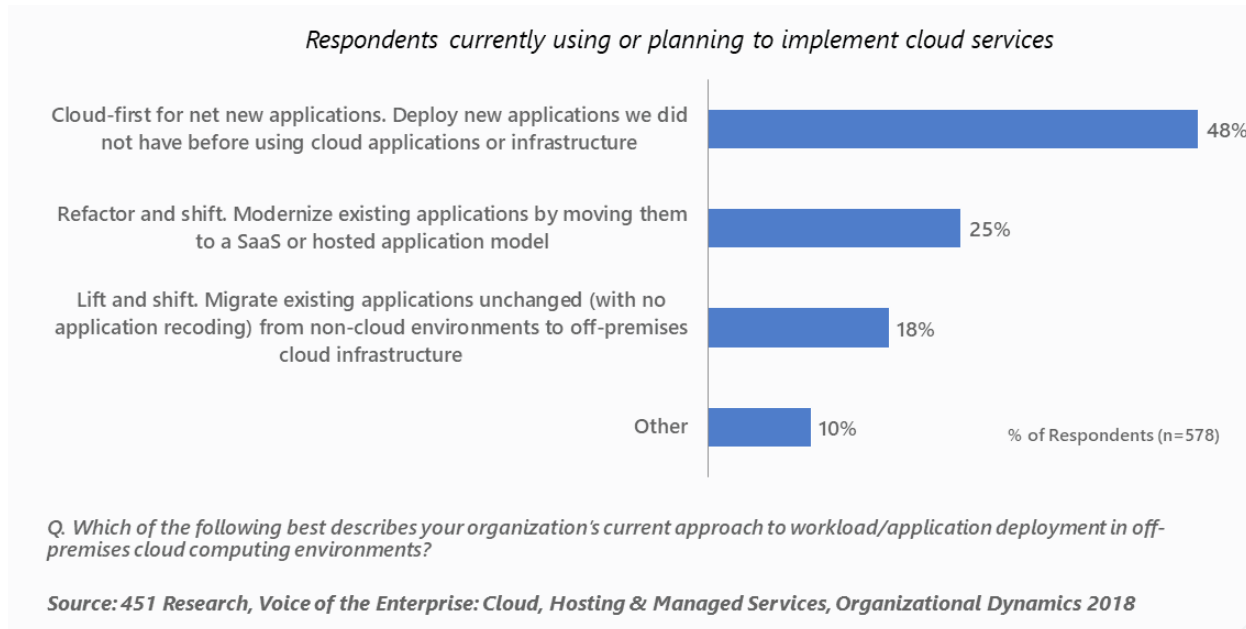 Respondents currently using or planning to implement cloud services
Cloud-first for net new applications. Deploy new applications we did
not have before using cloud applications or infrastructure
48%
Refactor and shift. Modernize existing applications by moving them
to a SaaS or hosted application model
25%
Lift and shift. Migrate existing applications unchanged (with no
application recoding) from non-cloud environments to off-premises
cloud infrastructure
18%
Other
10%
% of Respondents (n=578)
Q. Which of the following best describes your organization’s current approach to workload/application deployment in off-
premises cloud computing environments?
Source: 451 Research, Voice of the Enterprise: Cloud, Hosting & Managed Services, Organizational Dynamics 2018